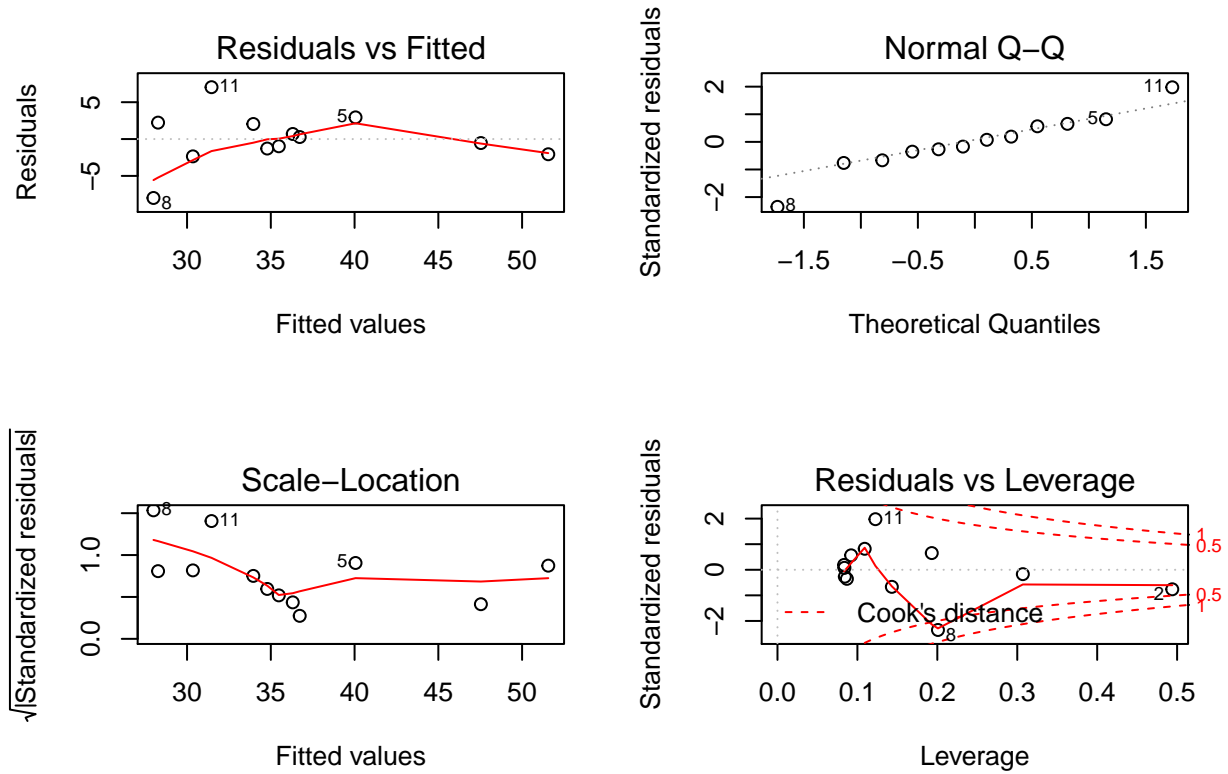 Residuals vs Fitted
Residuals
5
−5
11
5
8
30 35 40 45 50
Fitted values
Normal Q−Q
Standardized residuals
2
0
−2
11
5
8
−1.5 −0.5 0.5 1.5
Theoretical Quantiles
Scale−Location
√|Standardized residuals|
1.0
0.0
8
11
5
30 35 40 45 50
Fitted values
Residuals vs Leverage
Standardized residuals
2
0
−2
11
2
8
Cook's distance
1
0.5
0.5
1
0.0 0.1 0.2 0.3 0.4 0.5
Leverage